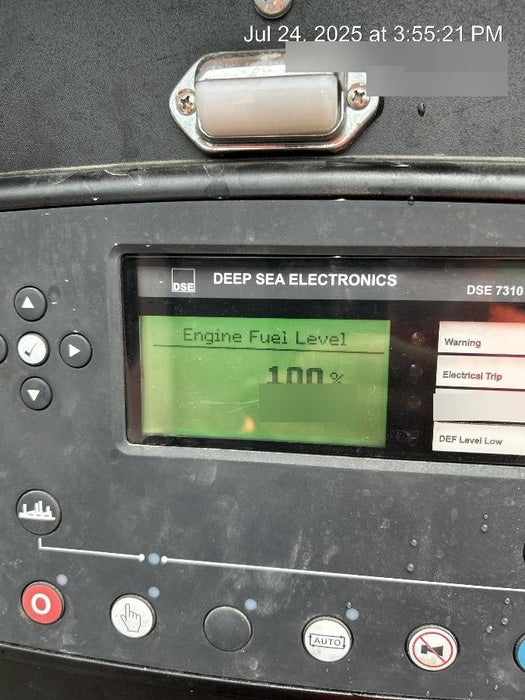 Jul 24, 2025 at 3:55:21 PM
DSE
DEEP SEA ELECTRONICS
DSE 7310
Engine Fuel Level
100 %
Warning
Electrical Trip
DEF Level Low
O
AUTO